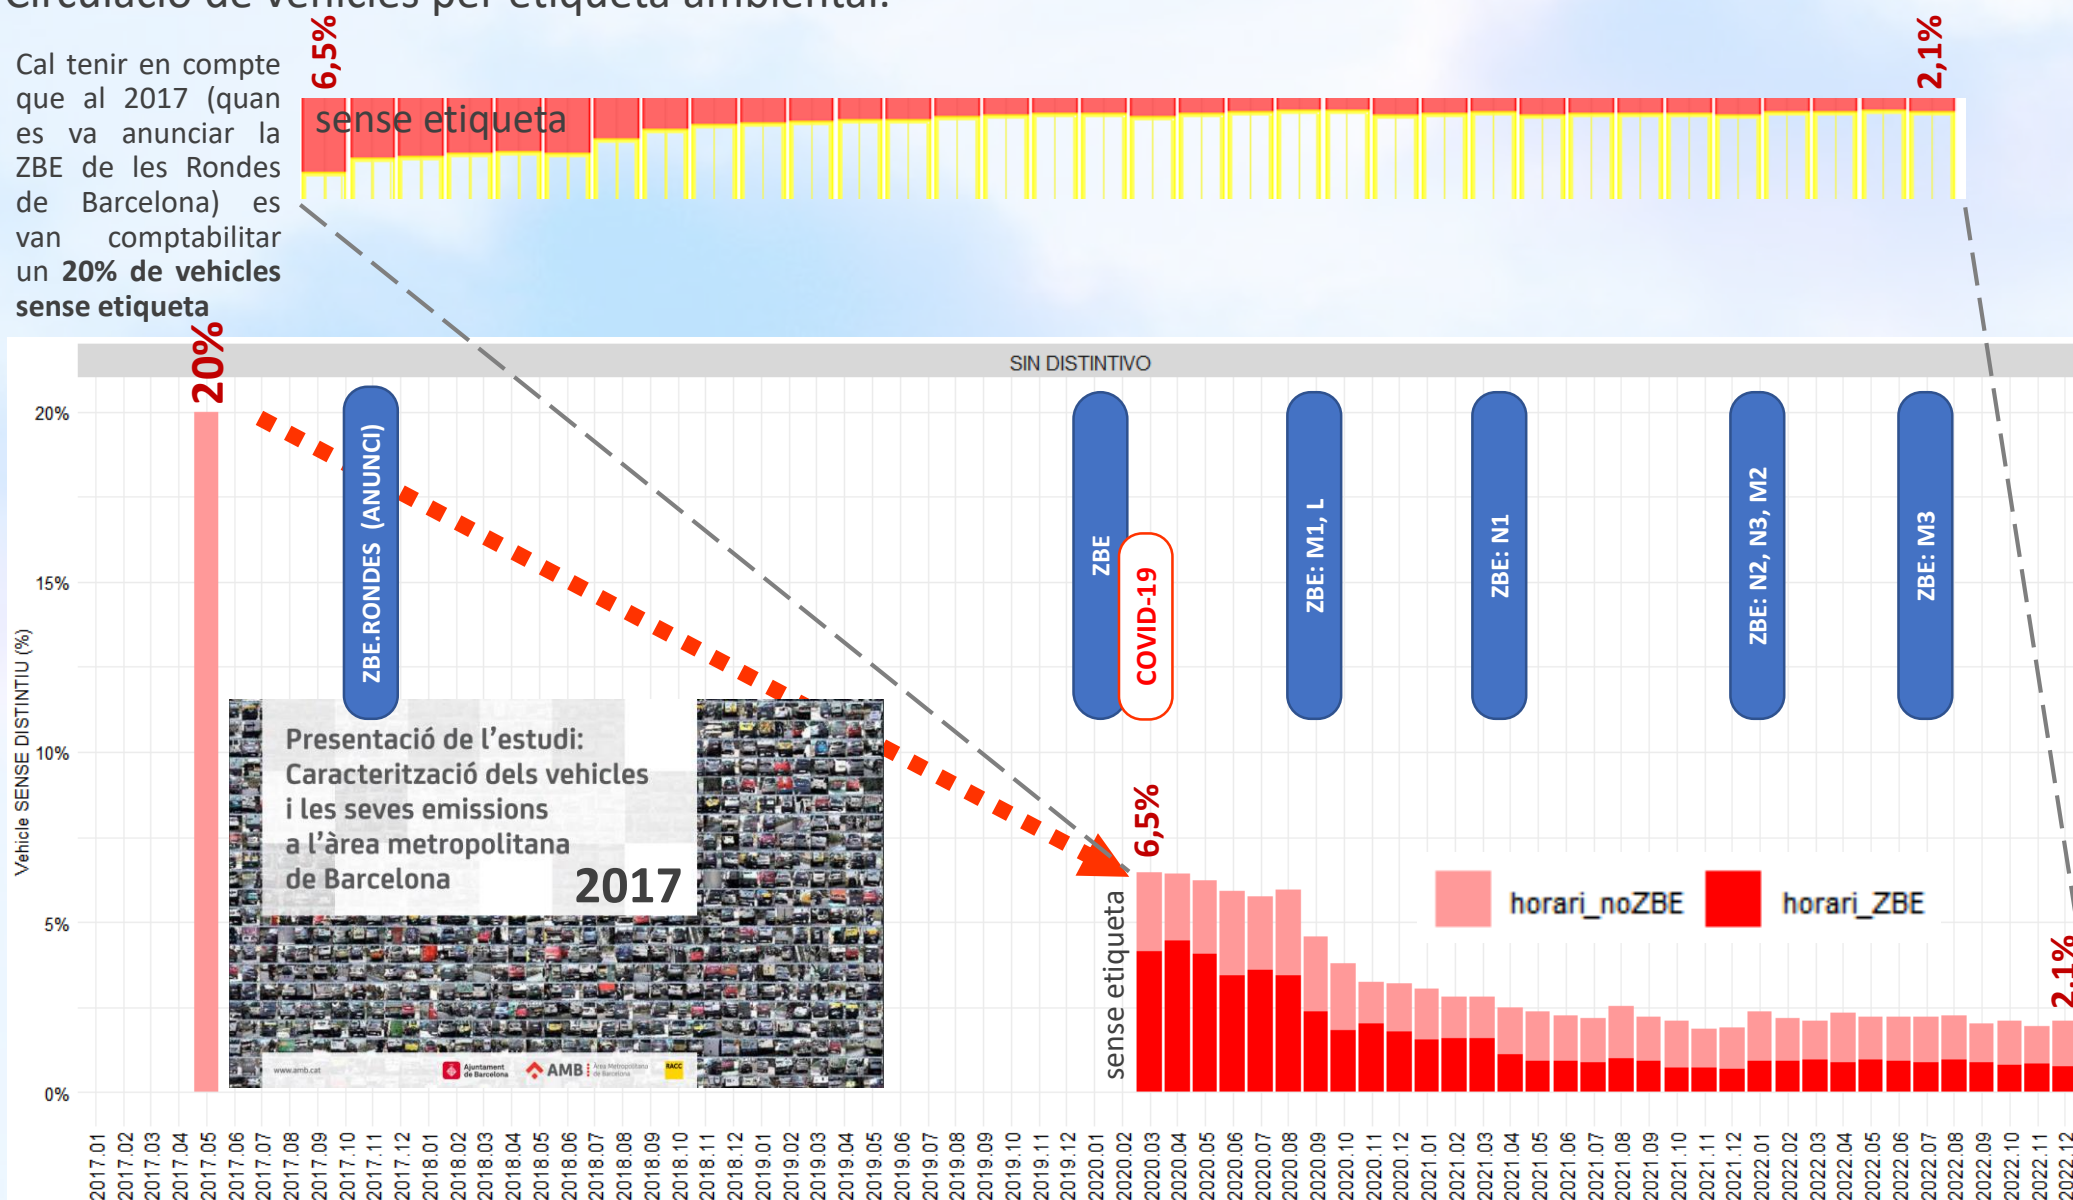 Circulació de vehicles per etiqueta ambiental.
6,5%
2,1%
Cal tenir en compte
que al 2017 (quan
es va anunciar la
ZBE de les Rondes
de Barcelona) es
van comptabilitar
un 20% de vehicles
sense etiqueta
sense etiqueta
SIN DISTINTIVO
20%
ZBE.RONDES (ANUNCI)
ZBE
COVID-19
ZBE: M1, L
ZBE: N1
ZBE: N2, N3, M2
ZBE: M3
Vehicle SENSE DISTINTIU (%)
20%
15%
10%
5%
0%
Presentació de l'estudi:
Caracterització dels vehicles
i les seves emissions
a l'àrea metropolitana
de Barcelona
2017
www.amb.cat
Ajuntament
de Barcelona
AMB
Àrea Metropolitana
de Barcelona
RACC
6,5%
sense etiqueta
horari_noZBE
horari_ZBE
2.1%
2017.01
2017.02
2017.03
2017.04
2017.05
2017.06
2017.07
2017.08
2017.09
2017.10
2017.11
2017.12
2018.01
2018.02
2018.03
2018.04
2018.05
2018.06
2018.07
2018.08
2018.09
2018.10
2018.11
2018.12
2019.01
2019.02
2019.03
2019.04
2019.05
2019.06
2019.07
2019.08
2019.09
2019.10
2019.11
2019.12
2020.01
2020.02
2020.03
2020.04
2020.05
2020.06
2020.07
2020.08
2020.09
2020.10
2020.11
2020.12
2021.01
2021.02
2021.03
2021.04
2021.05
2021.06
2021.07
2021.08
2021.09
2021.10
2021.11
2021.12
2022.01
2022.02
2022.03
2022.04
2022.05
2022.06
2022.07
2022.08
2022.09
2022.10
2022.11
2022.12